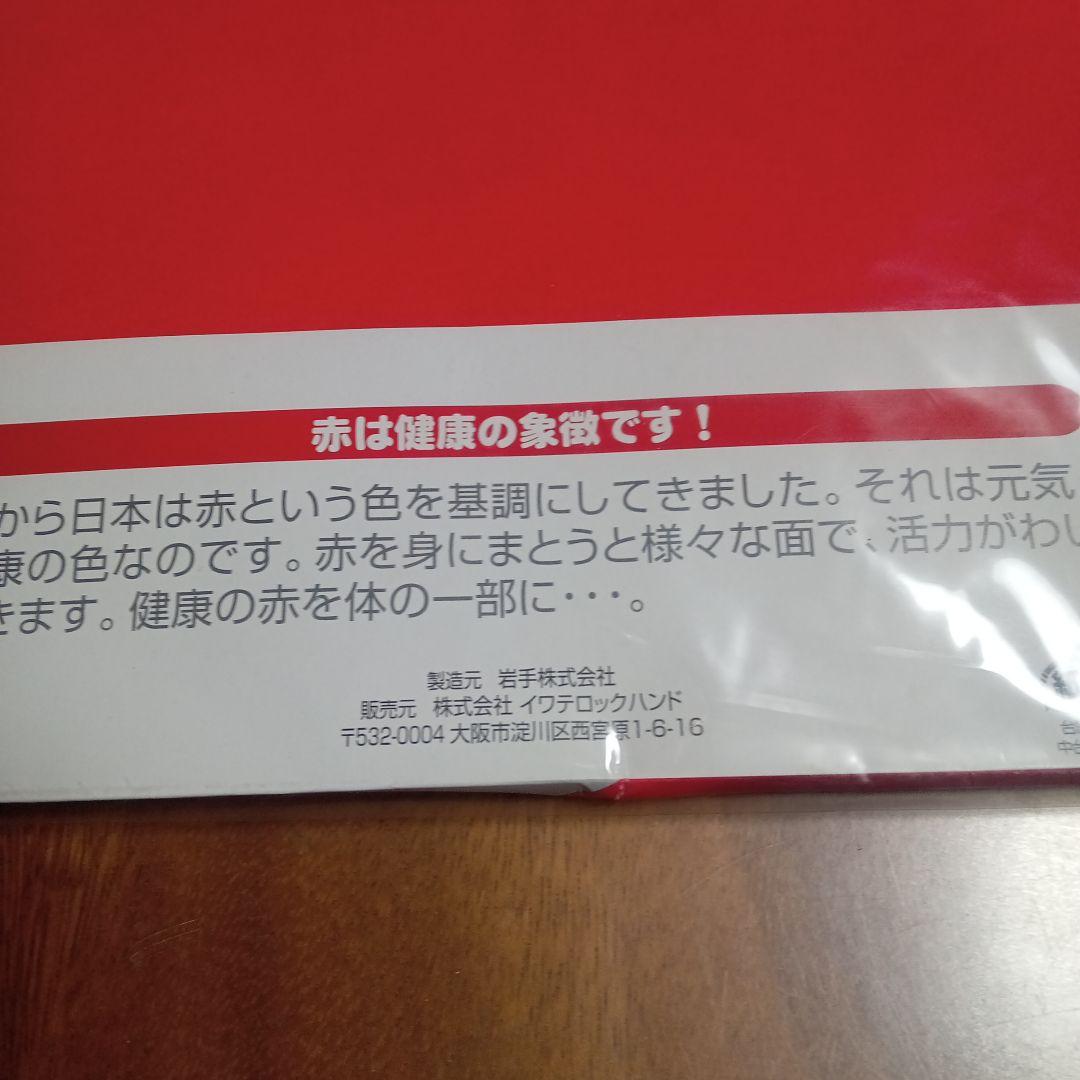 赤は健康の象徴です！
から日本は赤という色を基調にしてきました。それは元気
康の色なのです。赤を身にまとうと様々な面で、活力がわい
きます。健康の赤を体の一部に･･･。
製造元 岩手株式会社
販売元 株式会社 イワテロックハンド
〒532-0004 大阪市淀川区西宮原1-6-16